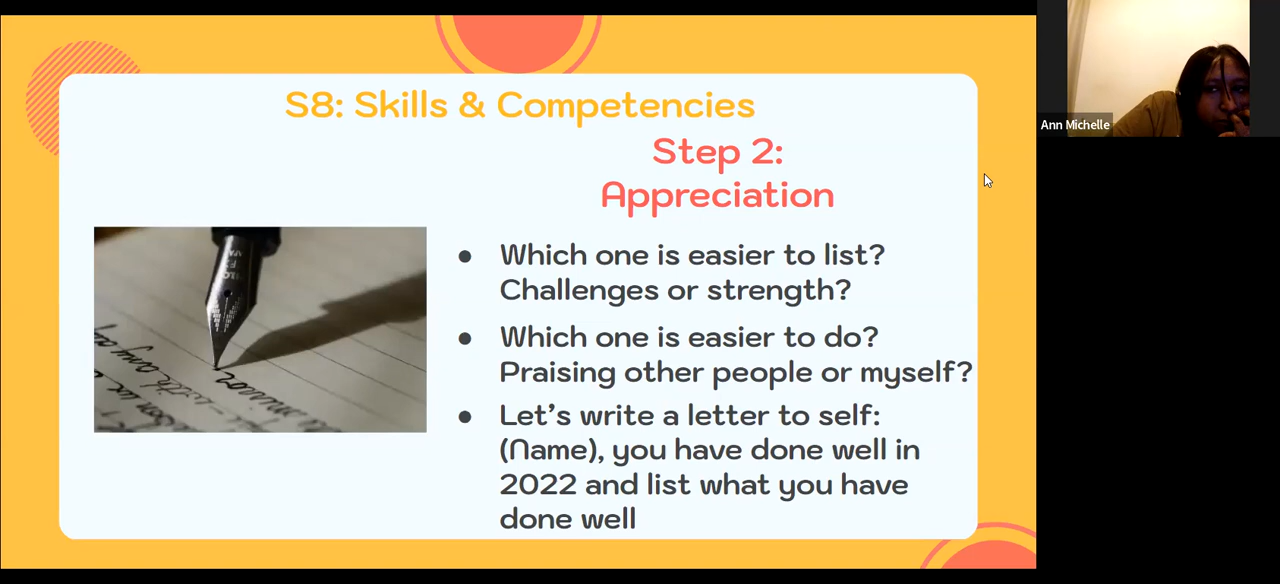 S8: Skills & Competencies
Step 2:
Appreciation
● Which one is easier to list?
Challenges or strength?
● Which one is easier to do?
Praising other people or myself?
● Let's write a letter to self:
(Name), you have done well in
2022 and list what you have
done well
Ann Michelle